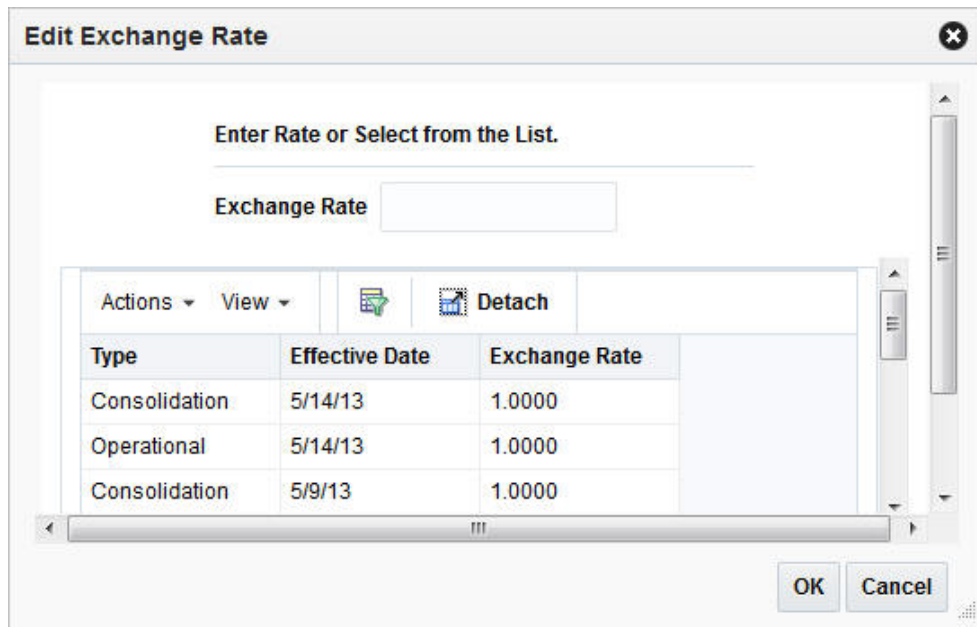 Edit Exchange Rate
Enter Rate or Select from the List.
Exchange Rate
Actions View Detach
Type Effective Date Exchange Rate
Consolidation 5/14/13 1.0000
Operational 5/14/13 1.0000
Consolidation 5/9/13 1.0000
OK Cancel